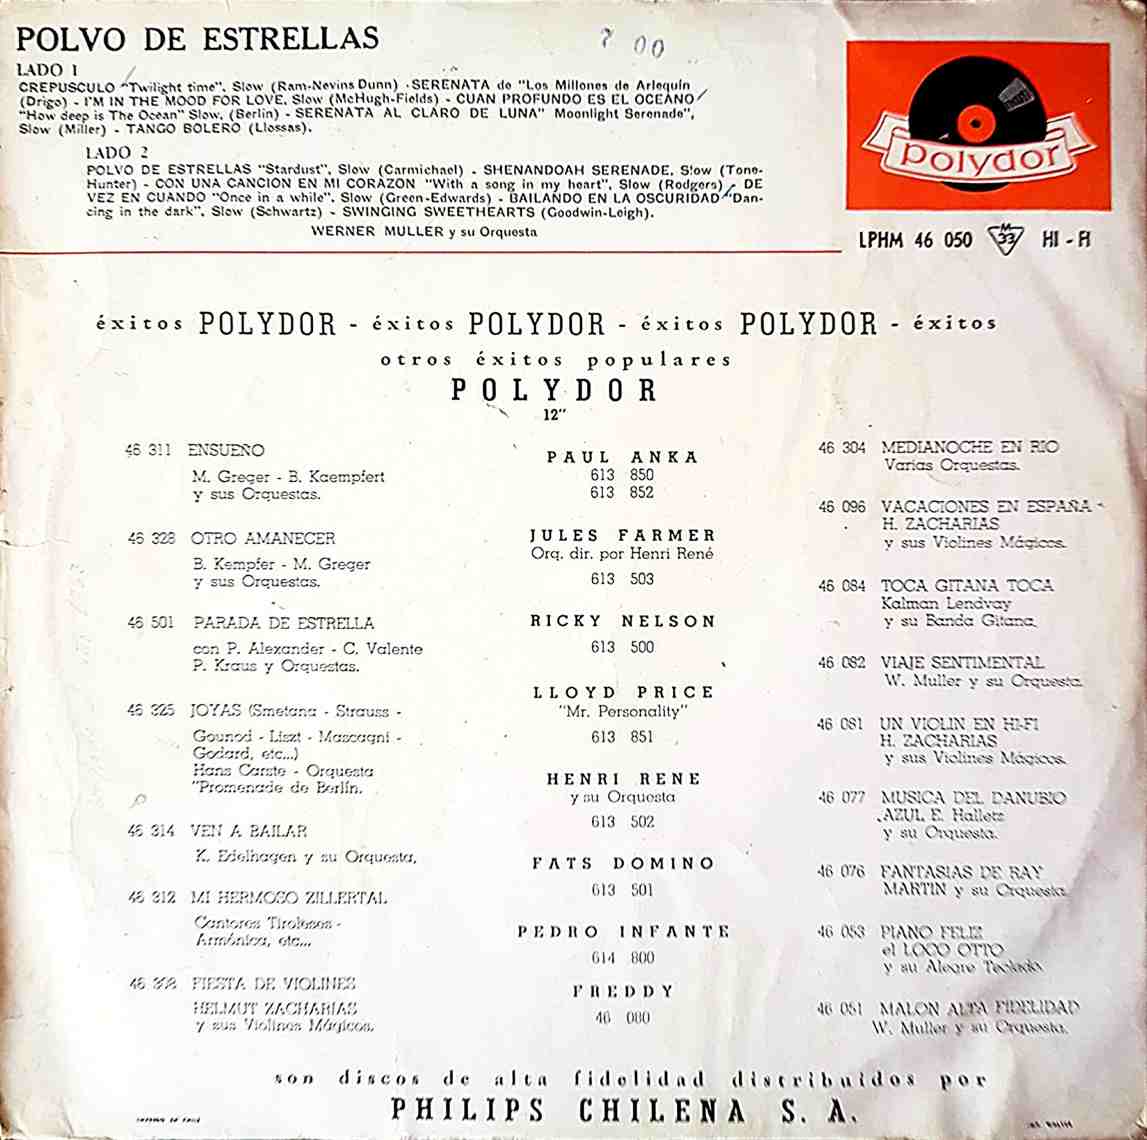 POLVO DE ESTRELLAS
7 00
LADO 1
CREPUSCULO "Twilight time". Slow (Ram-Nevins Dunn) - SERENATA de "Los Millones de Arlequín
(Drigo) - I'M IN THE MOOD FOR LOVE. Slow (McHugh-Fields) - CUAN PROFUNDO ES EL OCEANO
"How deep is The Ocean" Slow. (Berlin) - SERENATA AL CLARO DE LUNA" Moonlight Serenade",
Slow (Miller) - TANGO BOLERO (Llossas).
LADO 2
POLVO DE ESTRELLAS "Stardust", Slow (Carmichael) - SHENANDOAH SERENADE. Slow (Tone-
Hunter) - CON UNA CANCION EN MI CORAZON "With a song in my heart", Slow (Rodgers) DE
VEZ EN CUANDO "Once in a while". Slow (Green-Edwards) - BAILANDO EN LA OSCURIDAD "Dan-
cing in the dark". Slow (Schwartz) - SWINGING SWEETHEARTS (Goodwin-Leigh).
WERNER MULLER y su Orquesta
polydor
LPHM 46 050 M 33 HI - FI
éxitos POLYDOR - éxitos POLYDOR - éxitos POLYDOR - éxitos
otros éxitos populares
POLYDOR
12"
46 311 ENSUEÑO
M. Greger - B. Kaempfert
y sus Orquestas.
46 328 OTRO AMANECER
B. Kempfer - M. Greger
y sus Orquestas.
46 501 PARADA DE ESTRELLA
con P. Alexander - C. Valente
P. Kraus y Orquestas.
46 325 JOYAS (Smetana - Strauss -
Gounod - Liszt - Mascagni -
Godard, etc...)
Hans Carste - Orquesta
"Promenade de Berlín.
46 314 VEN A BAILAR
K. Edelhagen y su Orquesta.
46 312 MI HERMOSO ZILLERTAL
Cantores Tiroleses -
Armónica, etc...
46 308 FIESTA DE VIOLINES
HELMUT ZACHARIAS
y sus Violines Mágicos.
PAUL ANKA
613 850
613 852
JULES FARMER
Orq. dir. por Henri René
613 503
RICKY NELSON
613 500
LLOYD PRICE
"Mr. Personality"
613 851
HENRI RENE
y su Orquesta
613 502
FATS DOMINO
613 501
PEDRO INFANTE
614 800
FREDDY
46 080
46 304 MEDIANOCHE EN RIO
Varias Orquestas.
46 096 VACACIONES EN ESPAÑA
H. ZACHARIAS
y sus Violines Mágicos.
46 084 TOCA GITANA TOCA
Kalman Lendvay
y su Banda Gitana.
46 082 VIAJE SENTIMENTAL
W. Muller y su Orquesta.
46 081 UN VIOLIN EN HI-FI
H. ZACHARIAS
y sus Violines Mágicos.
46 077 MUSICA DEL DANUBIO
AZUL E. Halletz
y su Orquesta.
46 076 FANTASIAS DE RAY
MARTIN y su Orquesta.
46 053 PIANO FELIZ
el LOCO OTTO
y su Alegre Teclado.
46 051 MALON ALTA FIDELIDAD
W. Muller y su Orquesta.
son discos de alta fidelidad distribuidos por
PHILIPS CHILENA S. A.